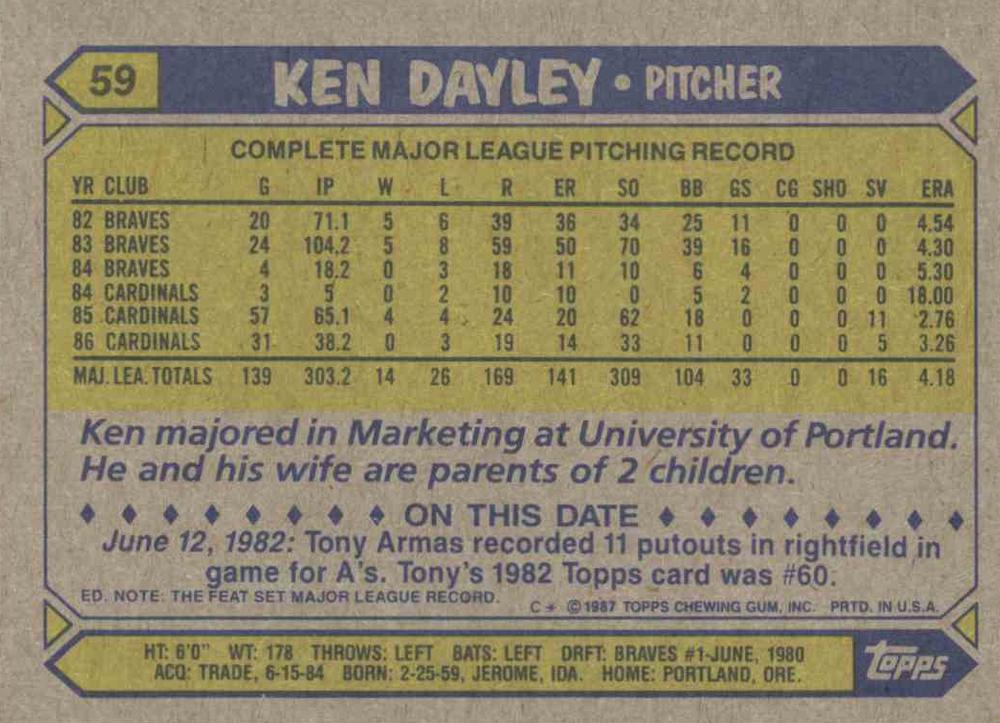 59
KEN DAYLEY • PITCHER
COMPLETE MAJOR LEAGUE PITCHING RECORD
YR CLUB G IP W L R ER SO BB GS CG SHO SV ERA
82 BRAVES 20 71.1 5 6 39 36 34 25 11 0 0 0 4.54
83 BRAVES 24 104.2 5 8 59 50 70 39 16 0 0 0 4.30
84 BRAVES 4 18.2 0 3 18 11 10 6 4 0 0 0 5.30
84 CARDINALS 3 5 0 2 10 10 0 5 2 0 0 0 18.00
85 CARDINALS 57 65.1 4 4 24 20 62 18 0 0 0 11 2.76
86 CARDINALS 31 38.2 0 3 19 14 33 11 0 0 0 5 3.26
MAJ. LEA. TOTALS 139 303.2 14 26 169 141 309 104 33 0 0 16 4.18
Ken majored in Marketing at University of Portland.
He and his wife are parents of 2 children.
♦ ♦ ♦ ♦ ♦ ♦ ♦ ♦ ON THIS DATE ♦ ♦ ♦ ♦ ♦ ♦ ♦ ♦
June 12, 1982: Tony Armas recorded 11 putouts in rightfield in
game for A's. Tony's 1982 Topps card was #60.
ED. NOTE: THE FEAT SET MAJOR LEAGUE RECORD.
C* © 1987 TOPPS CHEWING GUM, INC. PRTD. IN U.S.A.
HT: 6'0" WT: 178 THROWS: LEFT BATS: LEFT DRFT: BRAVES #1-JUNE, 1980
ACQ: TRADE, 6-15-84 BORN: 2-25-59, JEROME, IDA. HOME: PORTLAND, ORE.
topps